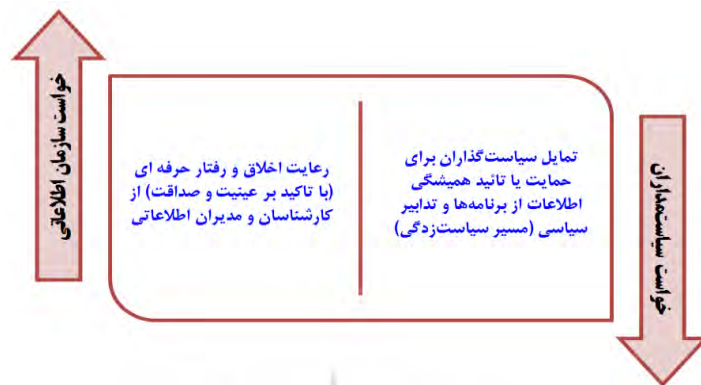 خواست سیاستمداران
تمایل سیاست‌گذاران برای
حمایت یا تائید همیشگی
اطلاعات از برنامه‌ها و تدابیر
سیاسی (مسیر سیاست‌زدگی)
رعایت اخلاق و رفتار حرفه ای
(با تاکید بر عینیت و صداقت) از
کارشناسان و مدیران اطلاعاتی
خواست سازمان اطلاعاتی